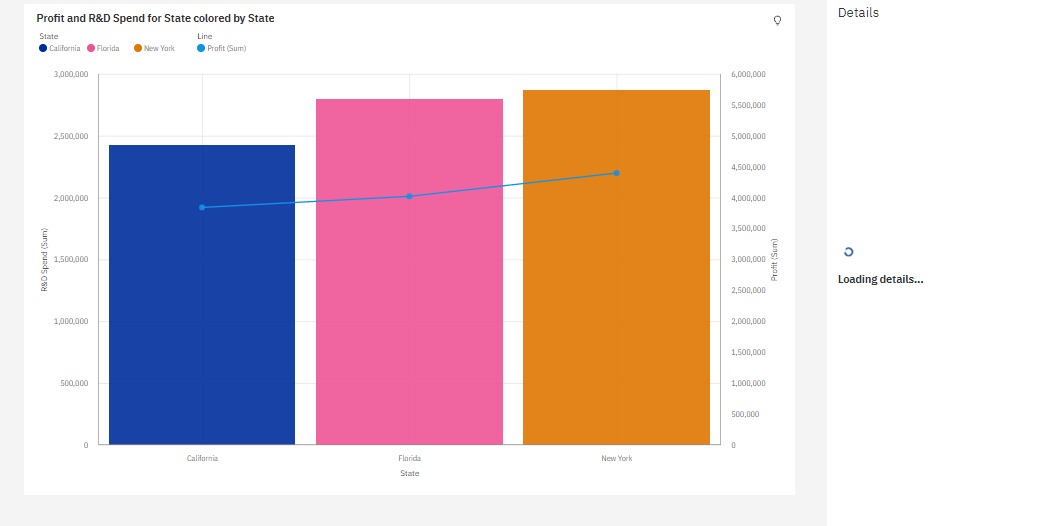 Profit and R&D Spend for State colored by State
Details
State
Line
California
Florida
New York
Profit (Sum)
3,000,000
2,500,000
2,000,000
1,500,000
1,000,000
500,000
0
R&D Spend (Sum)
6,000,000
5,500,000
5,000,000
4,500,000
4,000,000
3,500,000
3,000,000
2,500,000
2,000,000
1,500,000
1,000,000
500,000
0
Profit (Sum)
California
Florida
New York
State
Loading details...